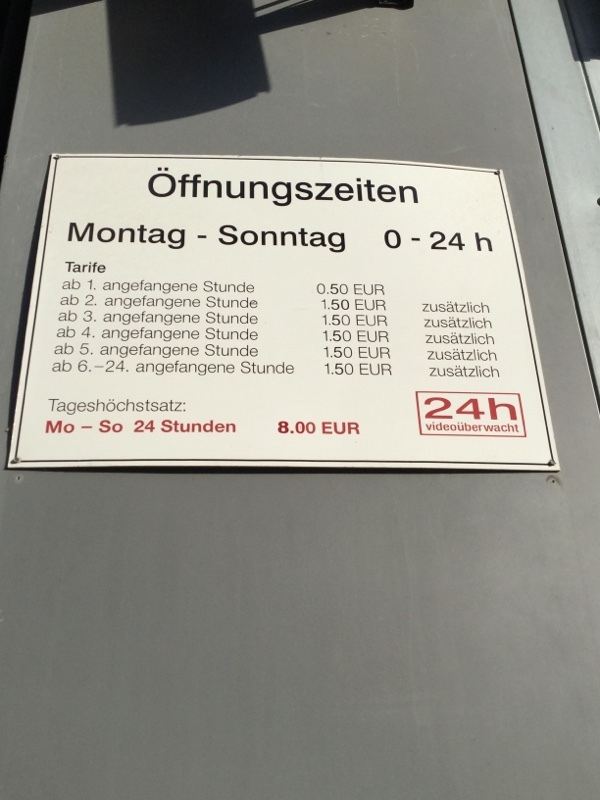 Öffnungszeiten
Montag - Sonntag 0 - 24 h
Tarife
ab 1. angefangene Stunde 0.50 EUR
ab 2. angefangene Stunde 1.50 EUR zusätzlich
ab 3. angefangene Stunde 1.50 EUR zusätzlich
ab 4. angefangene Stunde 1.50 EUR zusätzlich
ab 5. angefangene Stunde 1.50 EUR zusätzlich
ab 6.–24. angefangene Stunde 1.50 EUR zusätzlich
Tageshöchstsatz:
Mo – So 24 Stunden 8.00 EUR
24h
videoüberwacht